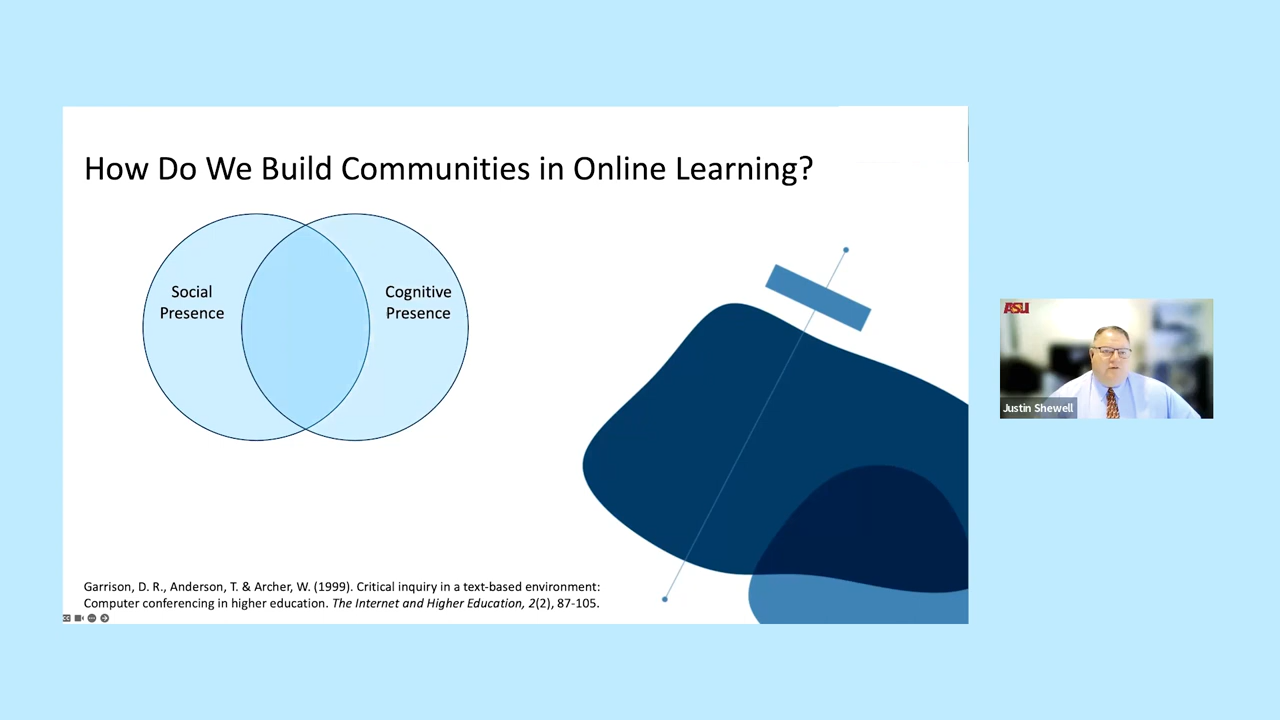 How Do We Build Communities in Online Learning?
Social
Presence
Cognitive
Presence
Garrison, D. R., Anderson, T. & Archer, W. (1999). Critical inquiry in a text-based environment:
Computer conferencing in higher education. The Internet and Higher Education, 2(2), 87-105.
ASU
Justin Shewell